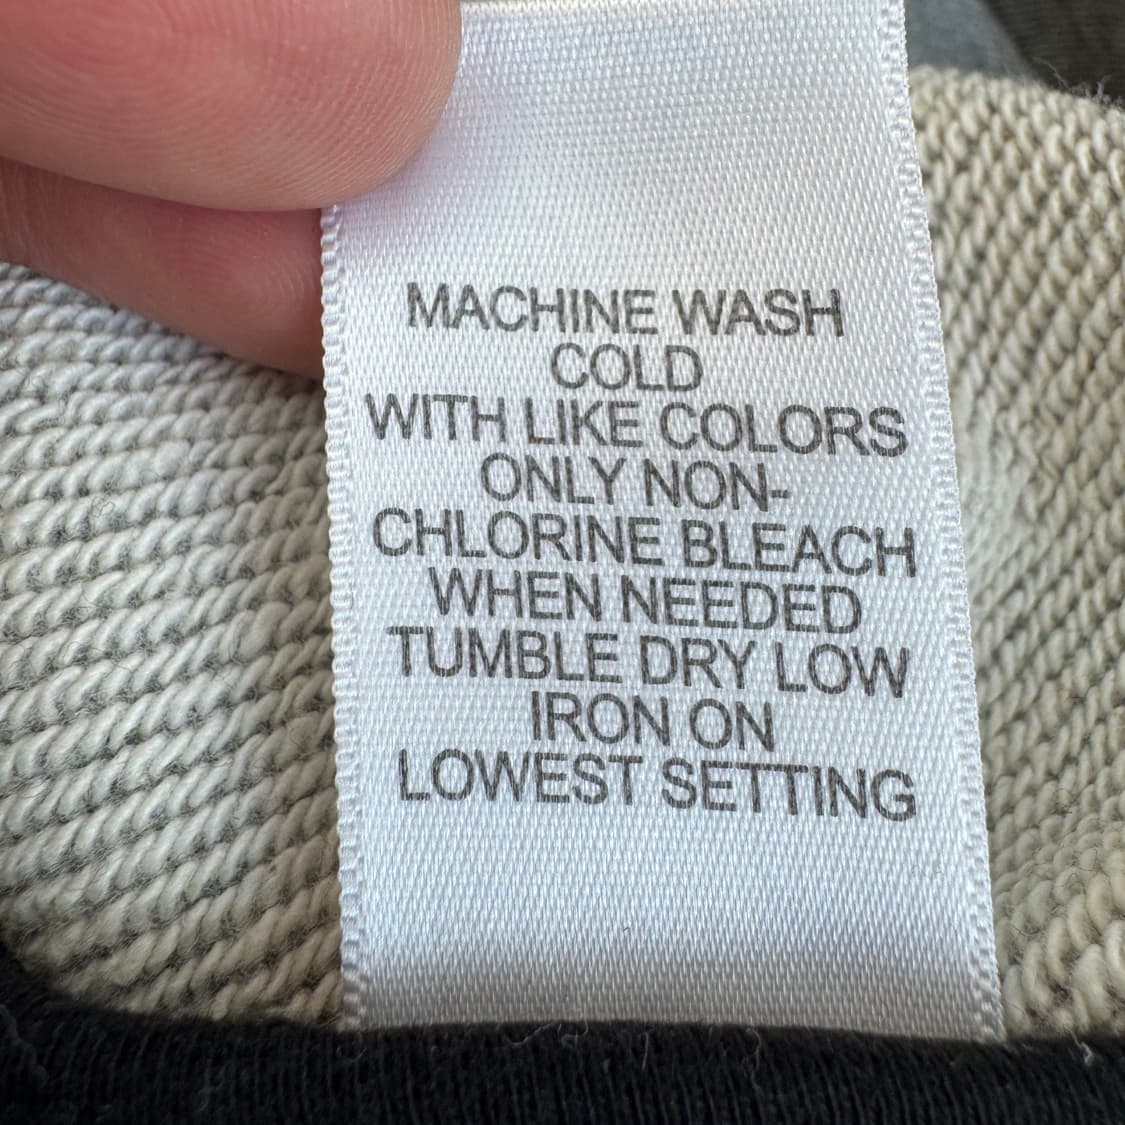 MACHINE WASH
COLD
WITH LIKE COLORS
ONLY NON-
CHLORINE BLEACH
WHEN NEEDED
TUMBLE DRY LOW
IRON ON
LOWEST SETTING